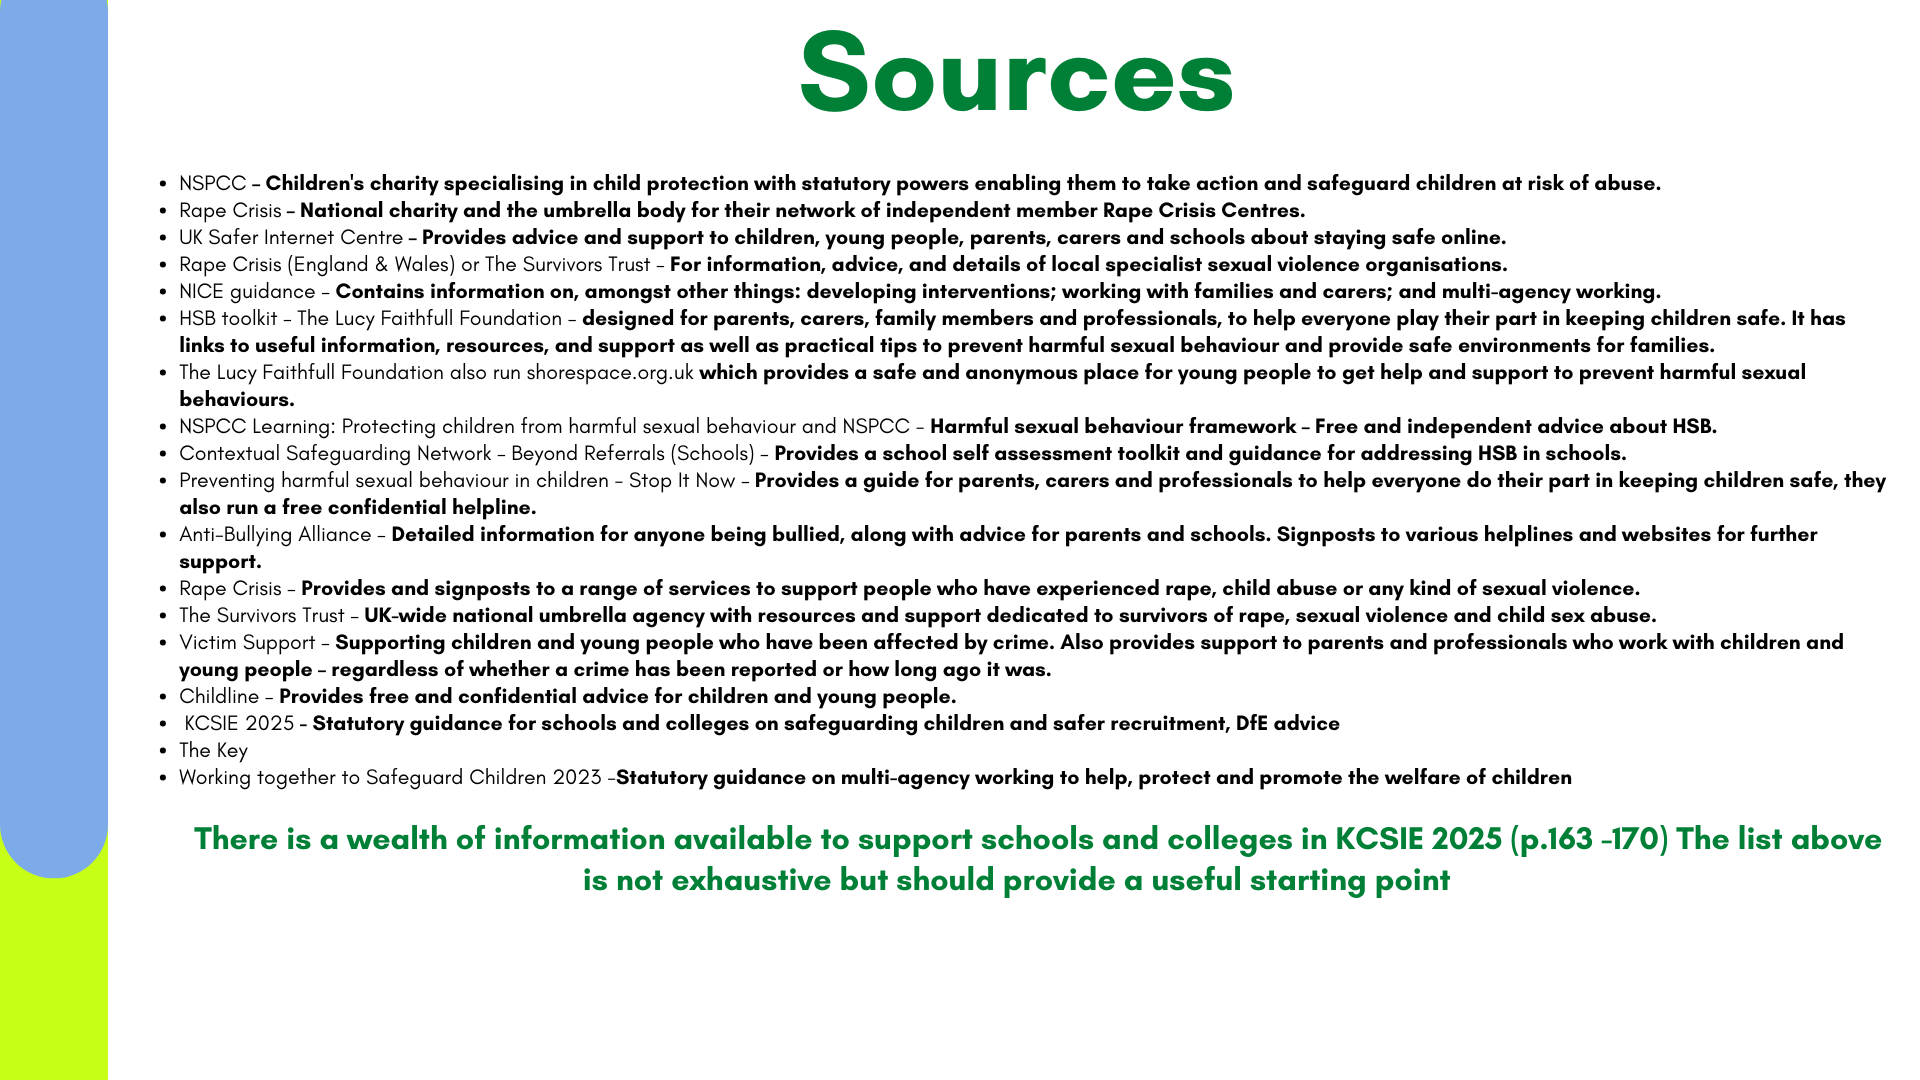 Sources
• NSPCC – Children's charity specialising in child protection with statutory powers enabling them to take action and safeguard children at risk of abuse.
• Rape Crisis – National charity and the umbrella body for their network of independent member Rape Crisis Centres.
• UK Safer Internet Centre – Provides advice and support to children, young people, parents, carers and schools about staying safe online.
• Rape Crisis (England & Wales) or The Survivors Trust – For information, advice, and details of local specialist sexual violence organisations.
• NICE guidance – Contains information on, amongst other things: developing interventions; working with families and carers; and multi-agency working.
• HSB toolkit – The Lucy Faithfull Foundation – designed for parents, carers, family members and professionals, to help everyone play their part in keeping children safe. It has
links to useful information, resources, and support as well as practical tips to prevent harmful sexual behaviour and provide safe environments for families.
• The Lucy Faithfull Foundation also run shorespace.org.uk which provides a safe and anonymous place for young people to get help and support to prevent harmful sexual
behaviours.
• NSPCC Learning: Protecting children from harmful sexual behaviour and NSPCC – Harmful sexual behaviour framework – Free and independent advice about HSB.
• Contextual Safeguarding Network – Beyond Referrals (Schools) – Provides a school self assessment toolkit and guidance for addressing HSB in schools.
• Preventing harmful sexual behaviour in children – Stop It Now – Provides a guide for parents, carers and professionals to help everyone do their part in keeping children safe, they
also run a free confidential helpline.
• Anti-Bullying Alliance – Detailed information for anyone being bullied, along with advice for parents and schools. Signposts to various helplines and websites for further
support.
• Rape Crisis – Provides and signposts to a range of services to support people who have experienced rape, child abuse or any kind of sexual violence.
• The Survivors Trust – UK-wide national umbrella agency with resources and support dedicated to survivors of rape, sexual violence and child sex abuse.
• Victim Support – Supporting children and young people who have been affected by crime. Also provides support to parents and professionals who work with children and
young people – regardless of whether a crime has been reported or how long ago it was.
• Childline – Provides free and confidential advice for children and young people.
• KCSIE 2025 - Statutory guidance for schools and colleges on safeguarding children and safer recruitment, DfE advice
• The Key
• Working together to Safeguard Children 2023 -Statutory guidance on multi-agency working to help, protect and promote the welfare of children
There is a wealth of information available to support schools and colleges in KCSIE 2025 (p.163 -170) The list above
is not exhaustive but should provide a useful starting point